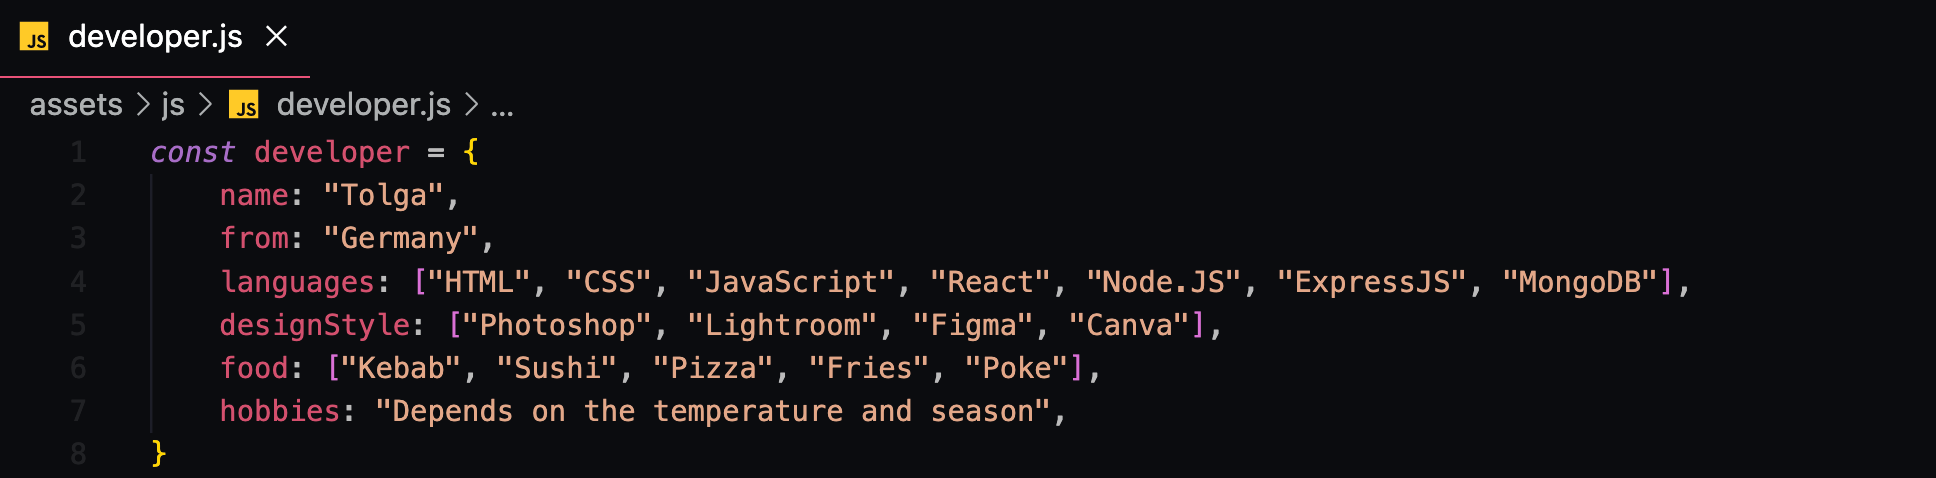 JS developer.js ×
assets > js > JS developer.js > ...
1 const developer = {
2 name: "Tolga",
3 from: "Germany",
4 languages: ["HTML", "CSS", "JavaScript", "React", "Node.JS", "ExpressJS", "MongoDB"],
5 designStyle: ["Photoshop", "Lightroom", "Figma", "Canva"],
6 food: ["Kebab", "Sushi", "Pizza", "Fries", "Poke"],
7 hobbies: "Depends on the temperature and season",
8 }